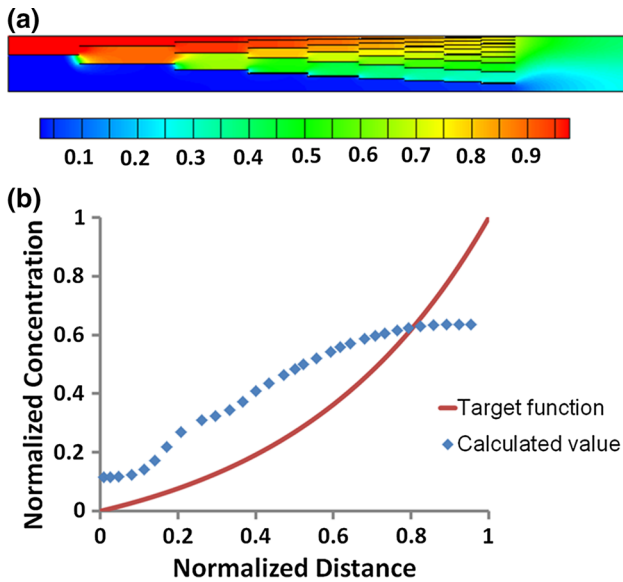 (a)
0.1 0.2 0.3 0.4 0.5 0.6 0.7 0.8 0.9
(b)
Normalized Concentration
1
0.8
0.6
0.4
0.2
0
0 0.2 0.4 0.6 0.8 1
Normalized Distance
Target function
Calculated value